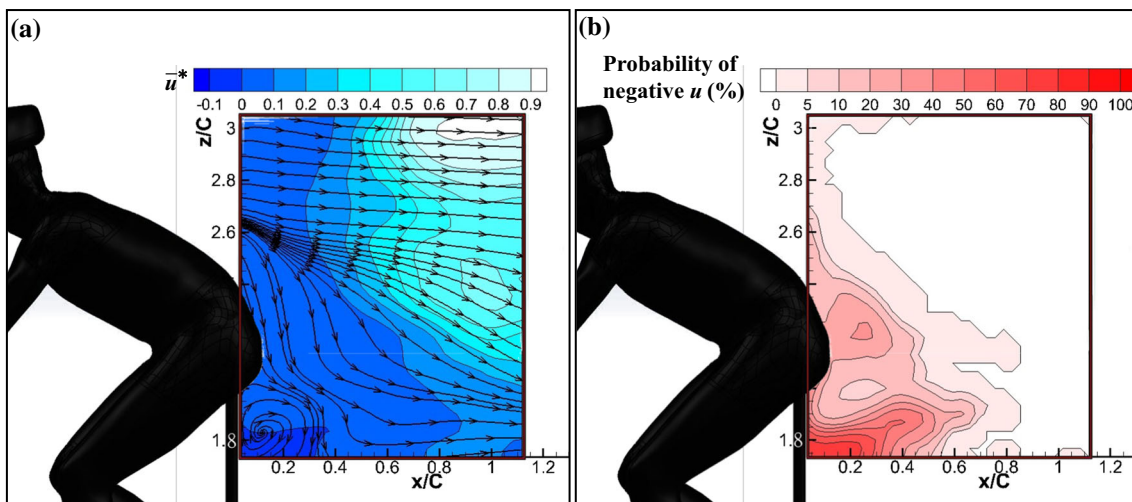 (a)
u̅*
-0.1 0 0.1 0.2 0.3 0.4 0.5 0.6 0.7 0.8 0.9
z/C
3
2.8
2.6
2.4
2
1.8
0.2 0.4 0.6 0.8 1 1.2
x/C
(b)
Probability of
negative u (%)
0 5 10 20 30 40 50 60 70 80 90 100
z/C
3
2.8
2.6
1.8
0.2 0.4 0.6 0.8 1 1.2
x/C